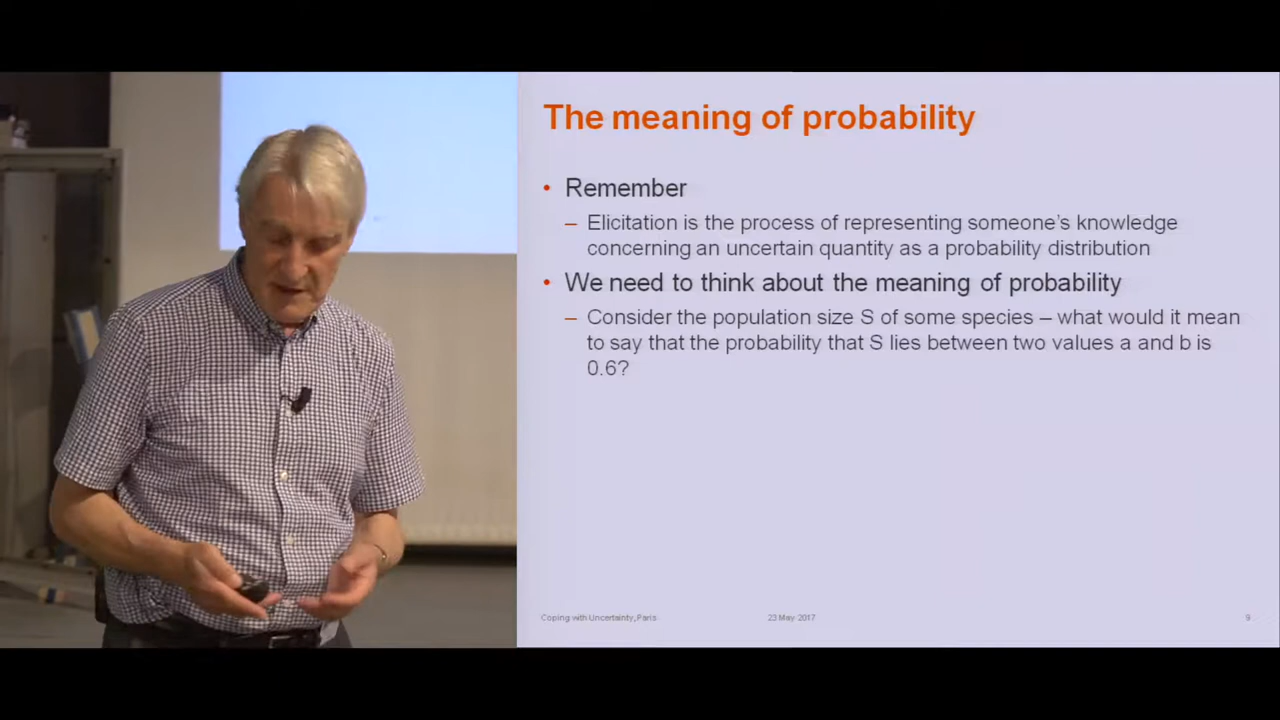 The meaning of probability
• Remember
– Elicitation is the process of representing someone's knowledge
concerning an uncertain quantity as a probability distribution
• We need to think about the meaning of probability
– Consider the population size S of some species – what would it mean
to say that the probability that S lies between two values a and b is
0.6?
Coping with Uncertainty, Paris 23 May 2017 9